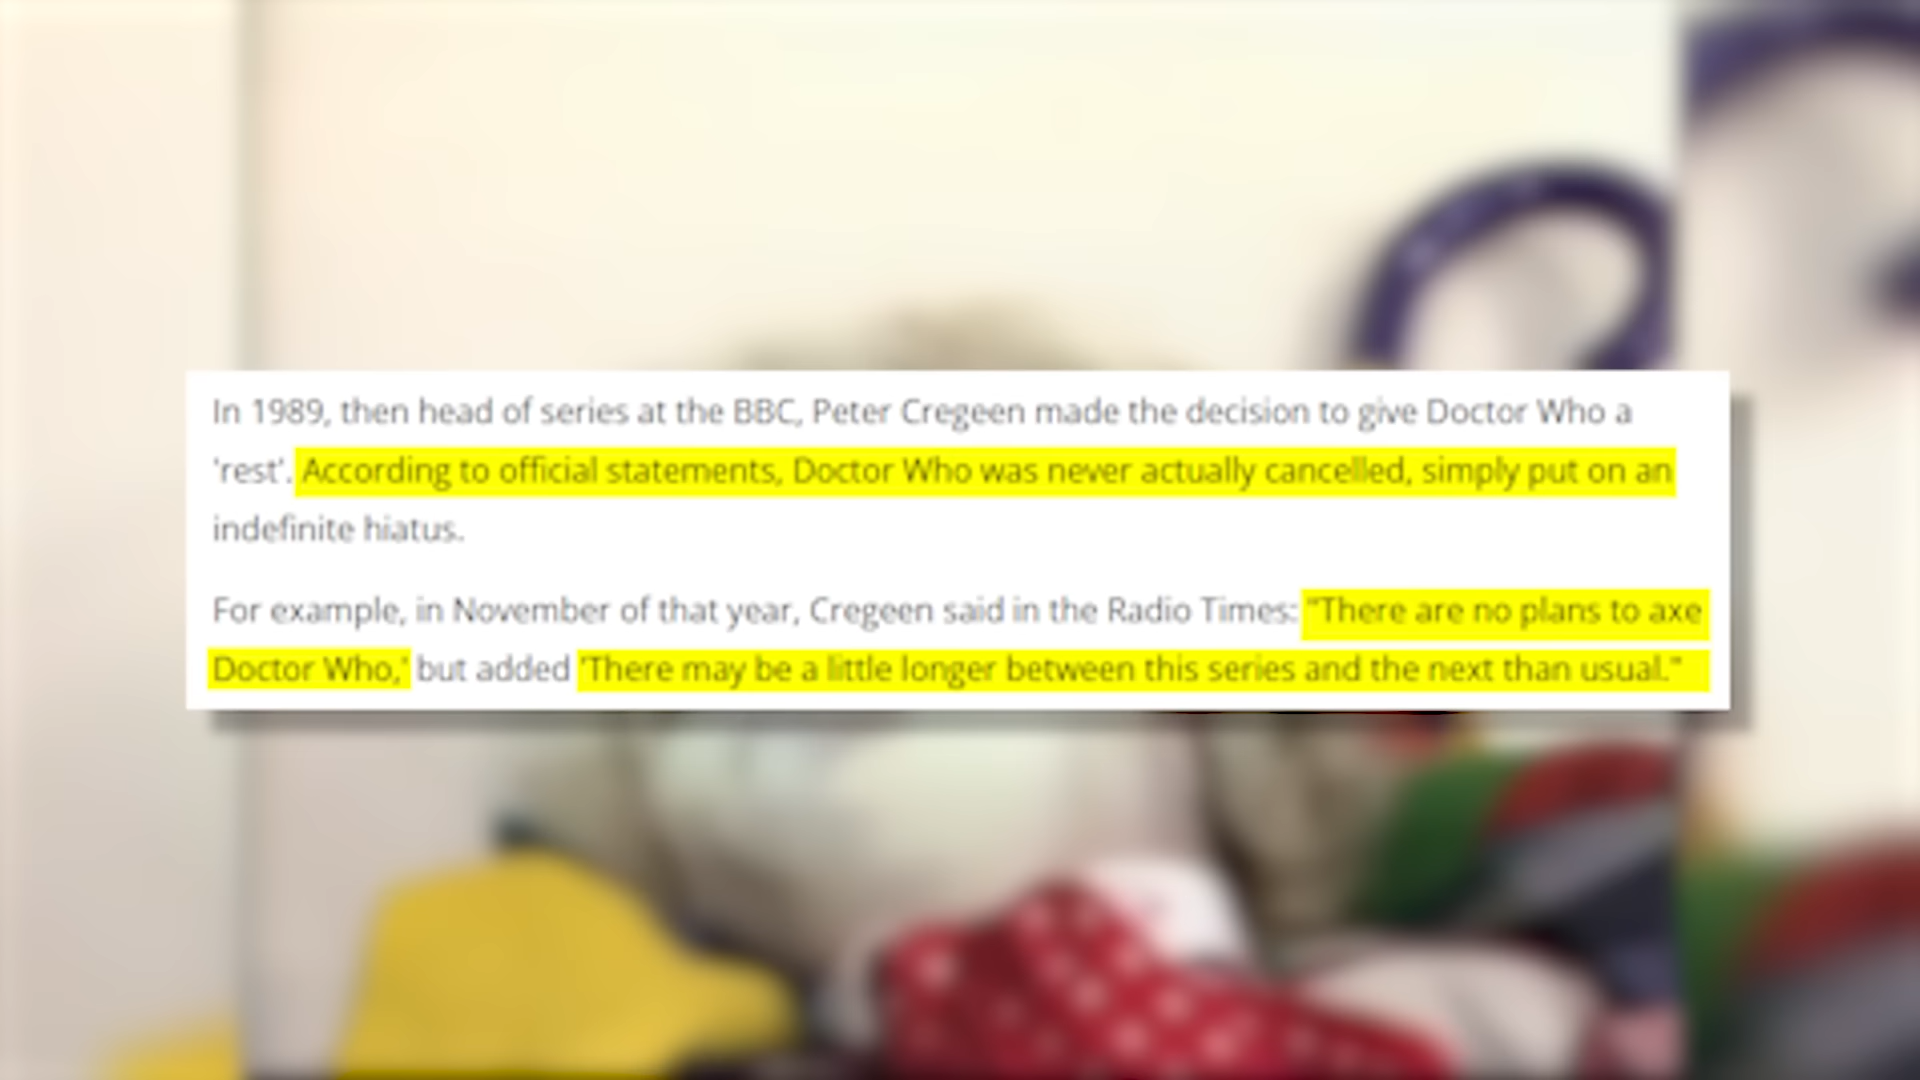 In 1989, then head of series at the BBC, Peter Cregeen made the decision to give Doctor Who a
'rest'. According to official statements, Doctor Who was never actually cancelled, simply put on an
indefinite hiatus.
For example, in November of that year, Cregeen said in the Radio Times: "There are no plans to axe
Doctor Who,' but added 'There may be a little longer between this series and the next than usual."